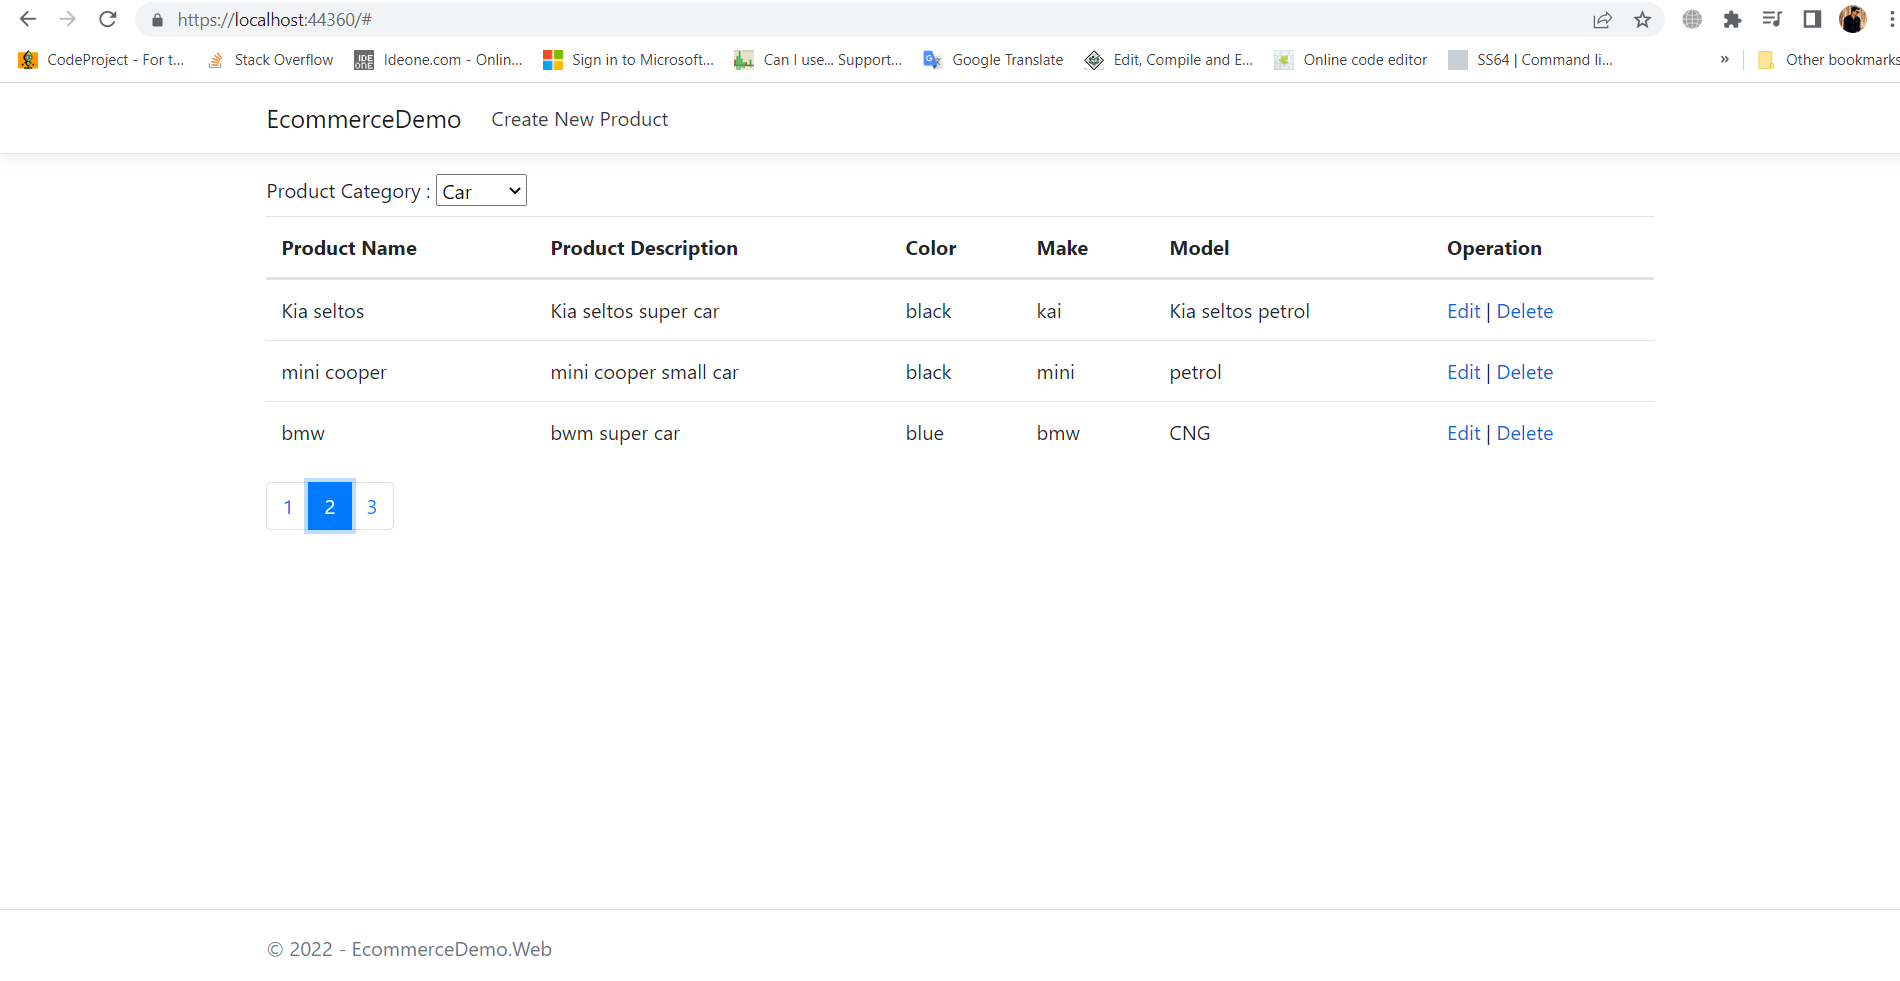 https://localhost:44360/#
CodeProject - For t... Stack Overflow IDE ONE Ideone.com - Onlin... Sign in to Microsoft... Can I use... Support... Google Translate Edit, Compile and E... Online code editor SS64 | Command li... » Other bookmarks
EcommerceDemo Create New Product
Product Category : Car
Product Name Product Description Color Make Model Operation
Kia seltos Kia seltos super car black kai Kia seltos petrol Edit | Delete
mini cooper mini cooper small car black mini petrol Edit | Delete
bmw bwm super car blue bmw CNG Edit | Delete
1 2 3
© 2022 - EcommerceDemo.Web